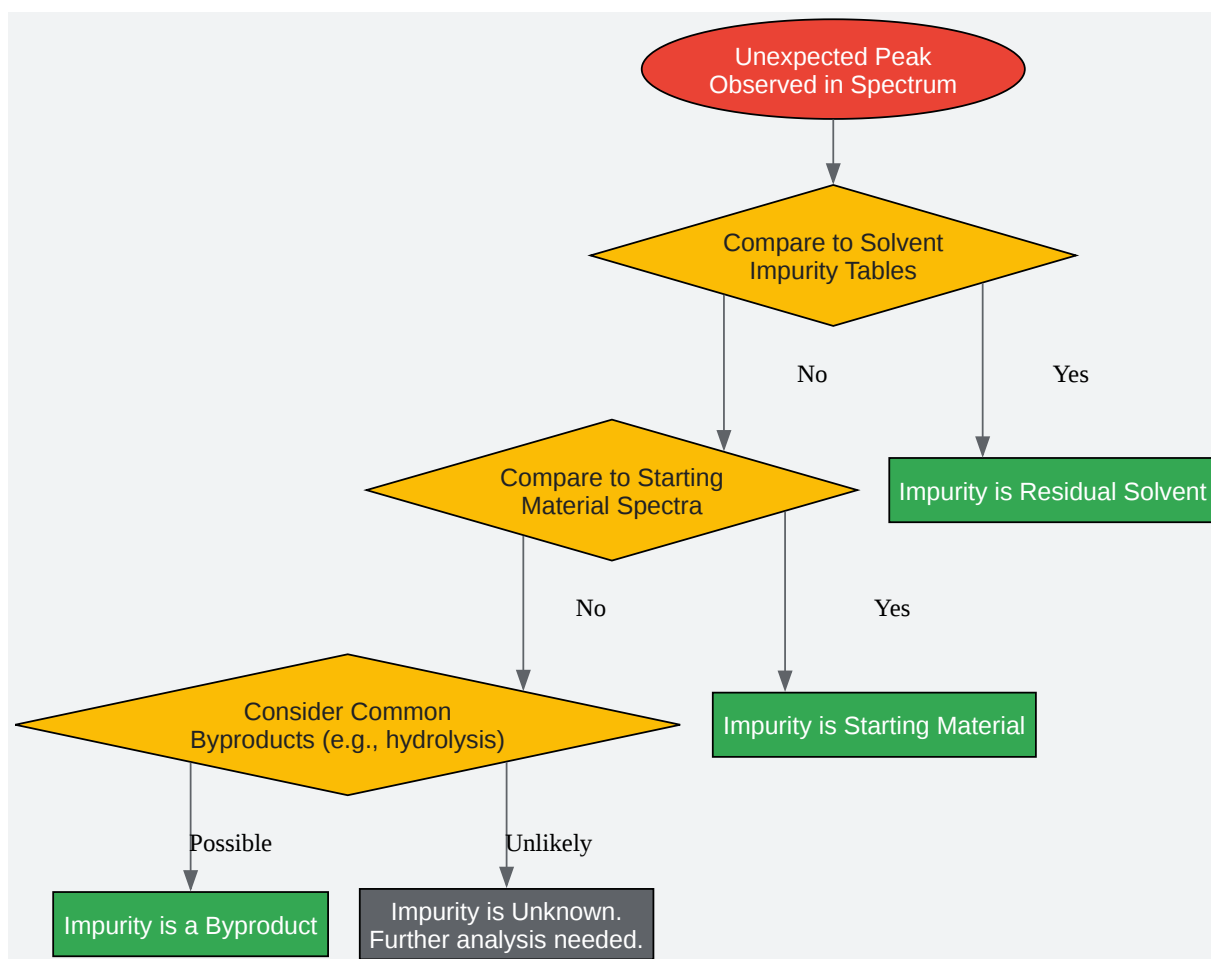 Unexpected Peak
Observed in Spectrum
Compare to Solvent
Impurity Tables
No
Yes
Compare to Starting
Material Spectra
Impurity is Residual Solvent
No
Yes
Consider Common
Byproducts (e.g., hydrolysis)
Impurity is Starting Material
Possible
Unlikely
Impurity is a Byproduct
Impurity is Unknown.
Further analysis needed.